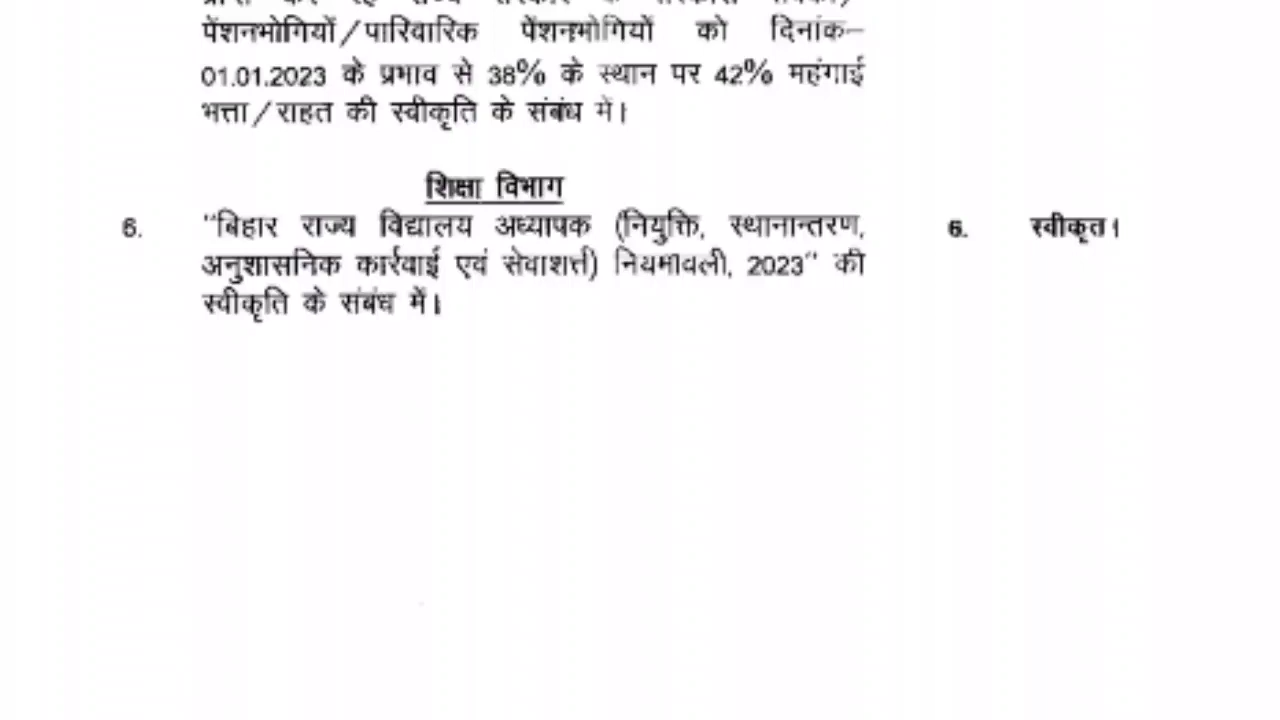 पेंशनभोगियों/पारिवारिक पेंशनभोगियों को दिनांक–
01.01.2023 के प्रभाव से 38% के स्थान पर 42% महंगाई
भत्ता/राहत की स्वीकृति के संबंध में।
शिक्षा विभाग
6. "बिहार राज्य विद्यालय अध्यापक (नियुक्ति, स्थानान्तरण, 6. स्वीकृत।
अनुशासनिक कार्रवाई एवं सेवाशर्त्त) नियमावली, 2023" की
स्वीकृति के संबंध में।